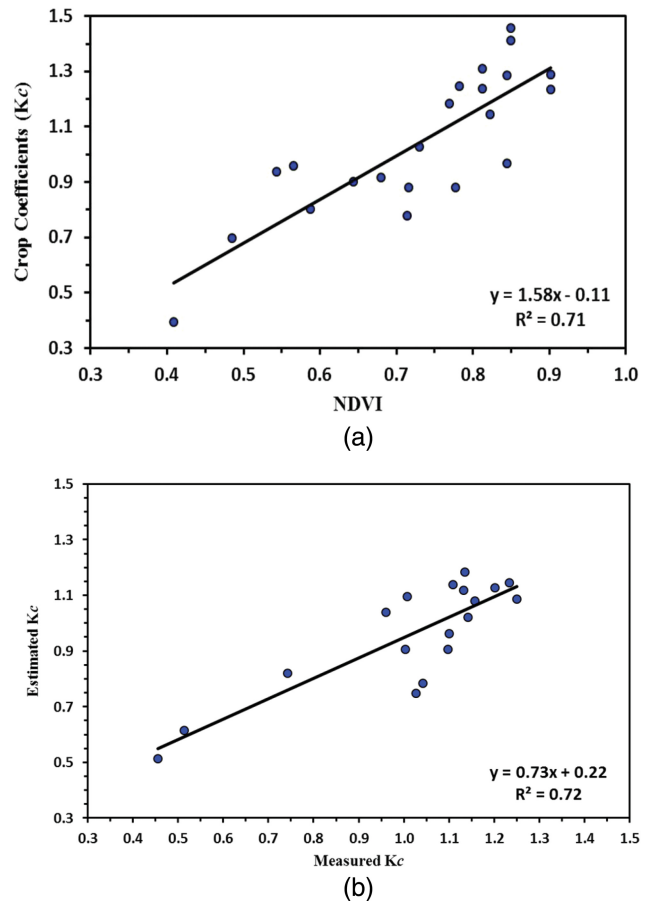 1.5
1.3
1.1
0.9
0.7
0.5
0.3
Crop Coefficients (Kc)
y = 1.58x - 0.11
R² = 0.71
0.3 0.4 0.5 0.6 0.7 0.8 0.9 1.0
NDVI
(a)
1.5
1.3
1.1
0.9
0.7
0.5
0.3
Estimated Kc
y = 0.73x + 0.22
R² = 0.72
0.3 0.4 0.5 0.6 0.7 0.8 0.9 1.0 1.1 1.2 1.3 1.4 1.5
Measured Kc
(b)